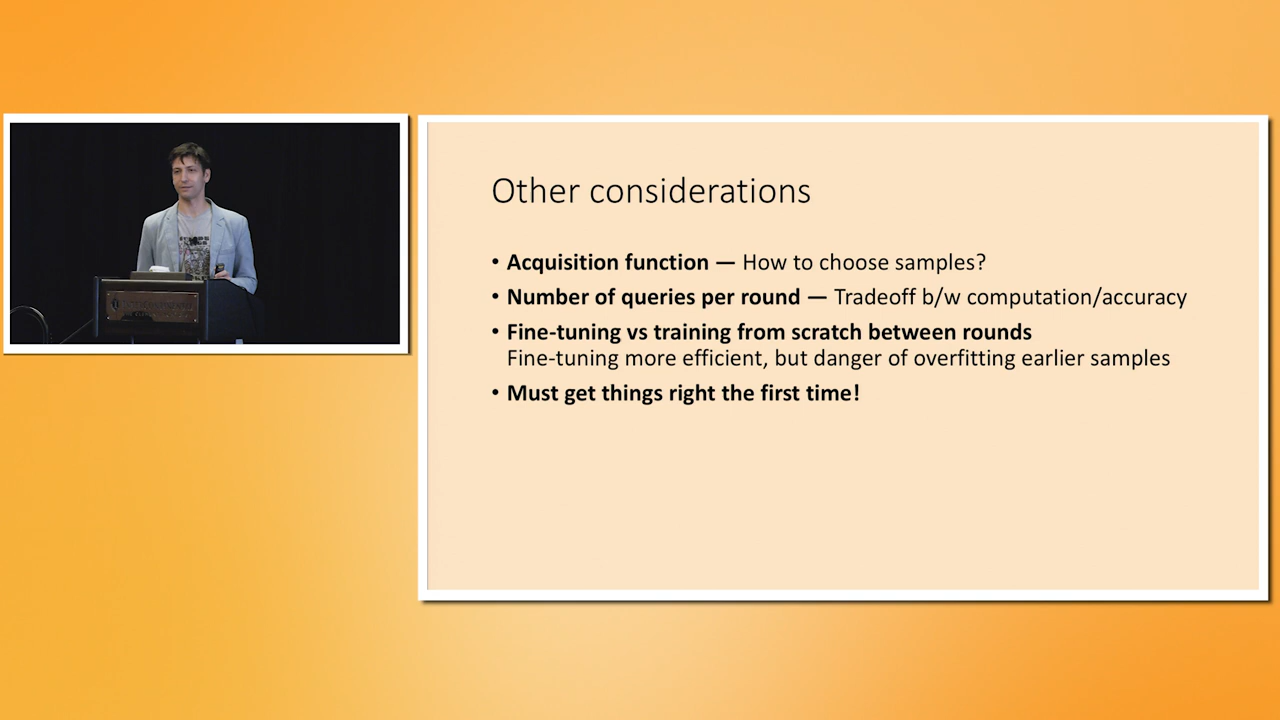 Other considerations
• Acquisition function — How to choose samples?
• Number of queries per round — Tradeoff b/w computation/accuracy
• Fine-tuning vs training from scratch between rounds
Fine-tuning more efficient, but danger of overfitting earlier samples
• Must get things right the first time!